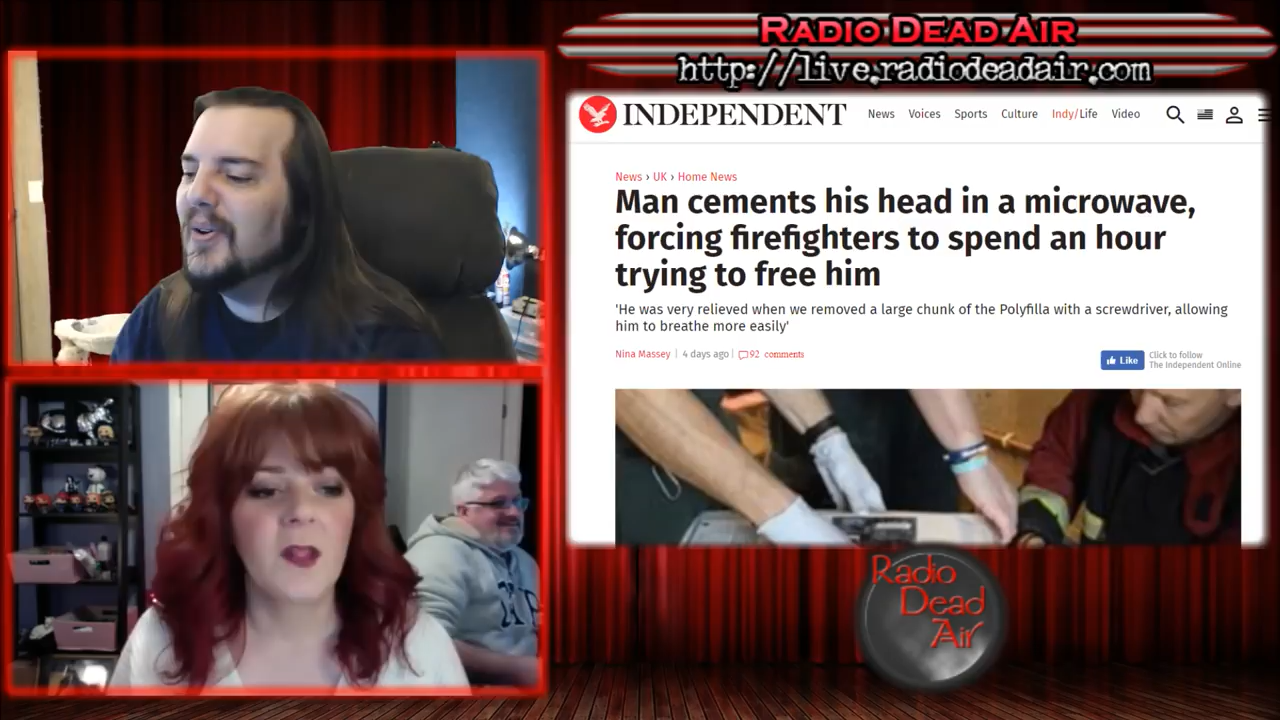 RADIO DEAD AIR
http://live.radiodeadair.com
INDEPENDENT News Voices Sports Culture Indy/Life Video
News › UK › Home News
Man cements his head in a microwave,
forcing firefighters to spend an hour
trying to free him
'He was very relieved when we removed a large chunk of the Polyfilla with a screwdriver, allowing
him to breathe more easily'
Nina Massey | 4 days ago | 92 comments
Like
Click to follow
The Independent Online
Radio
Dead
Air